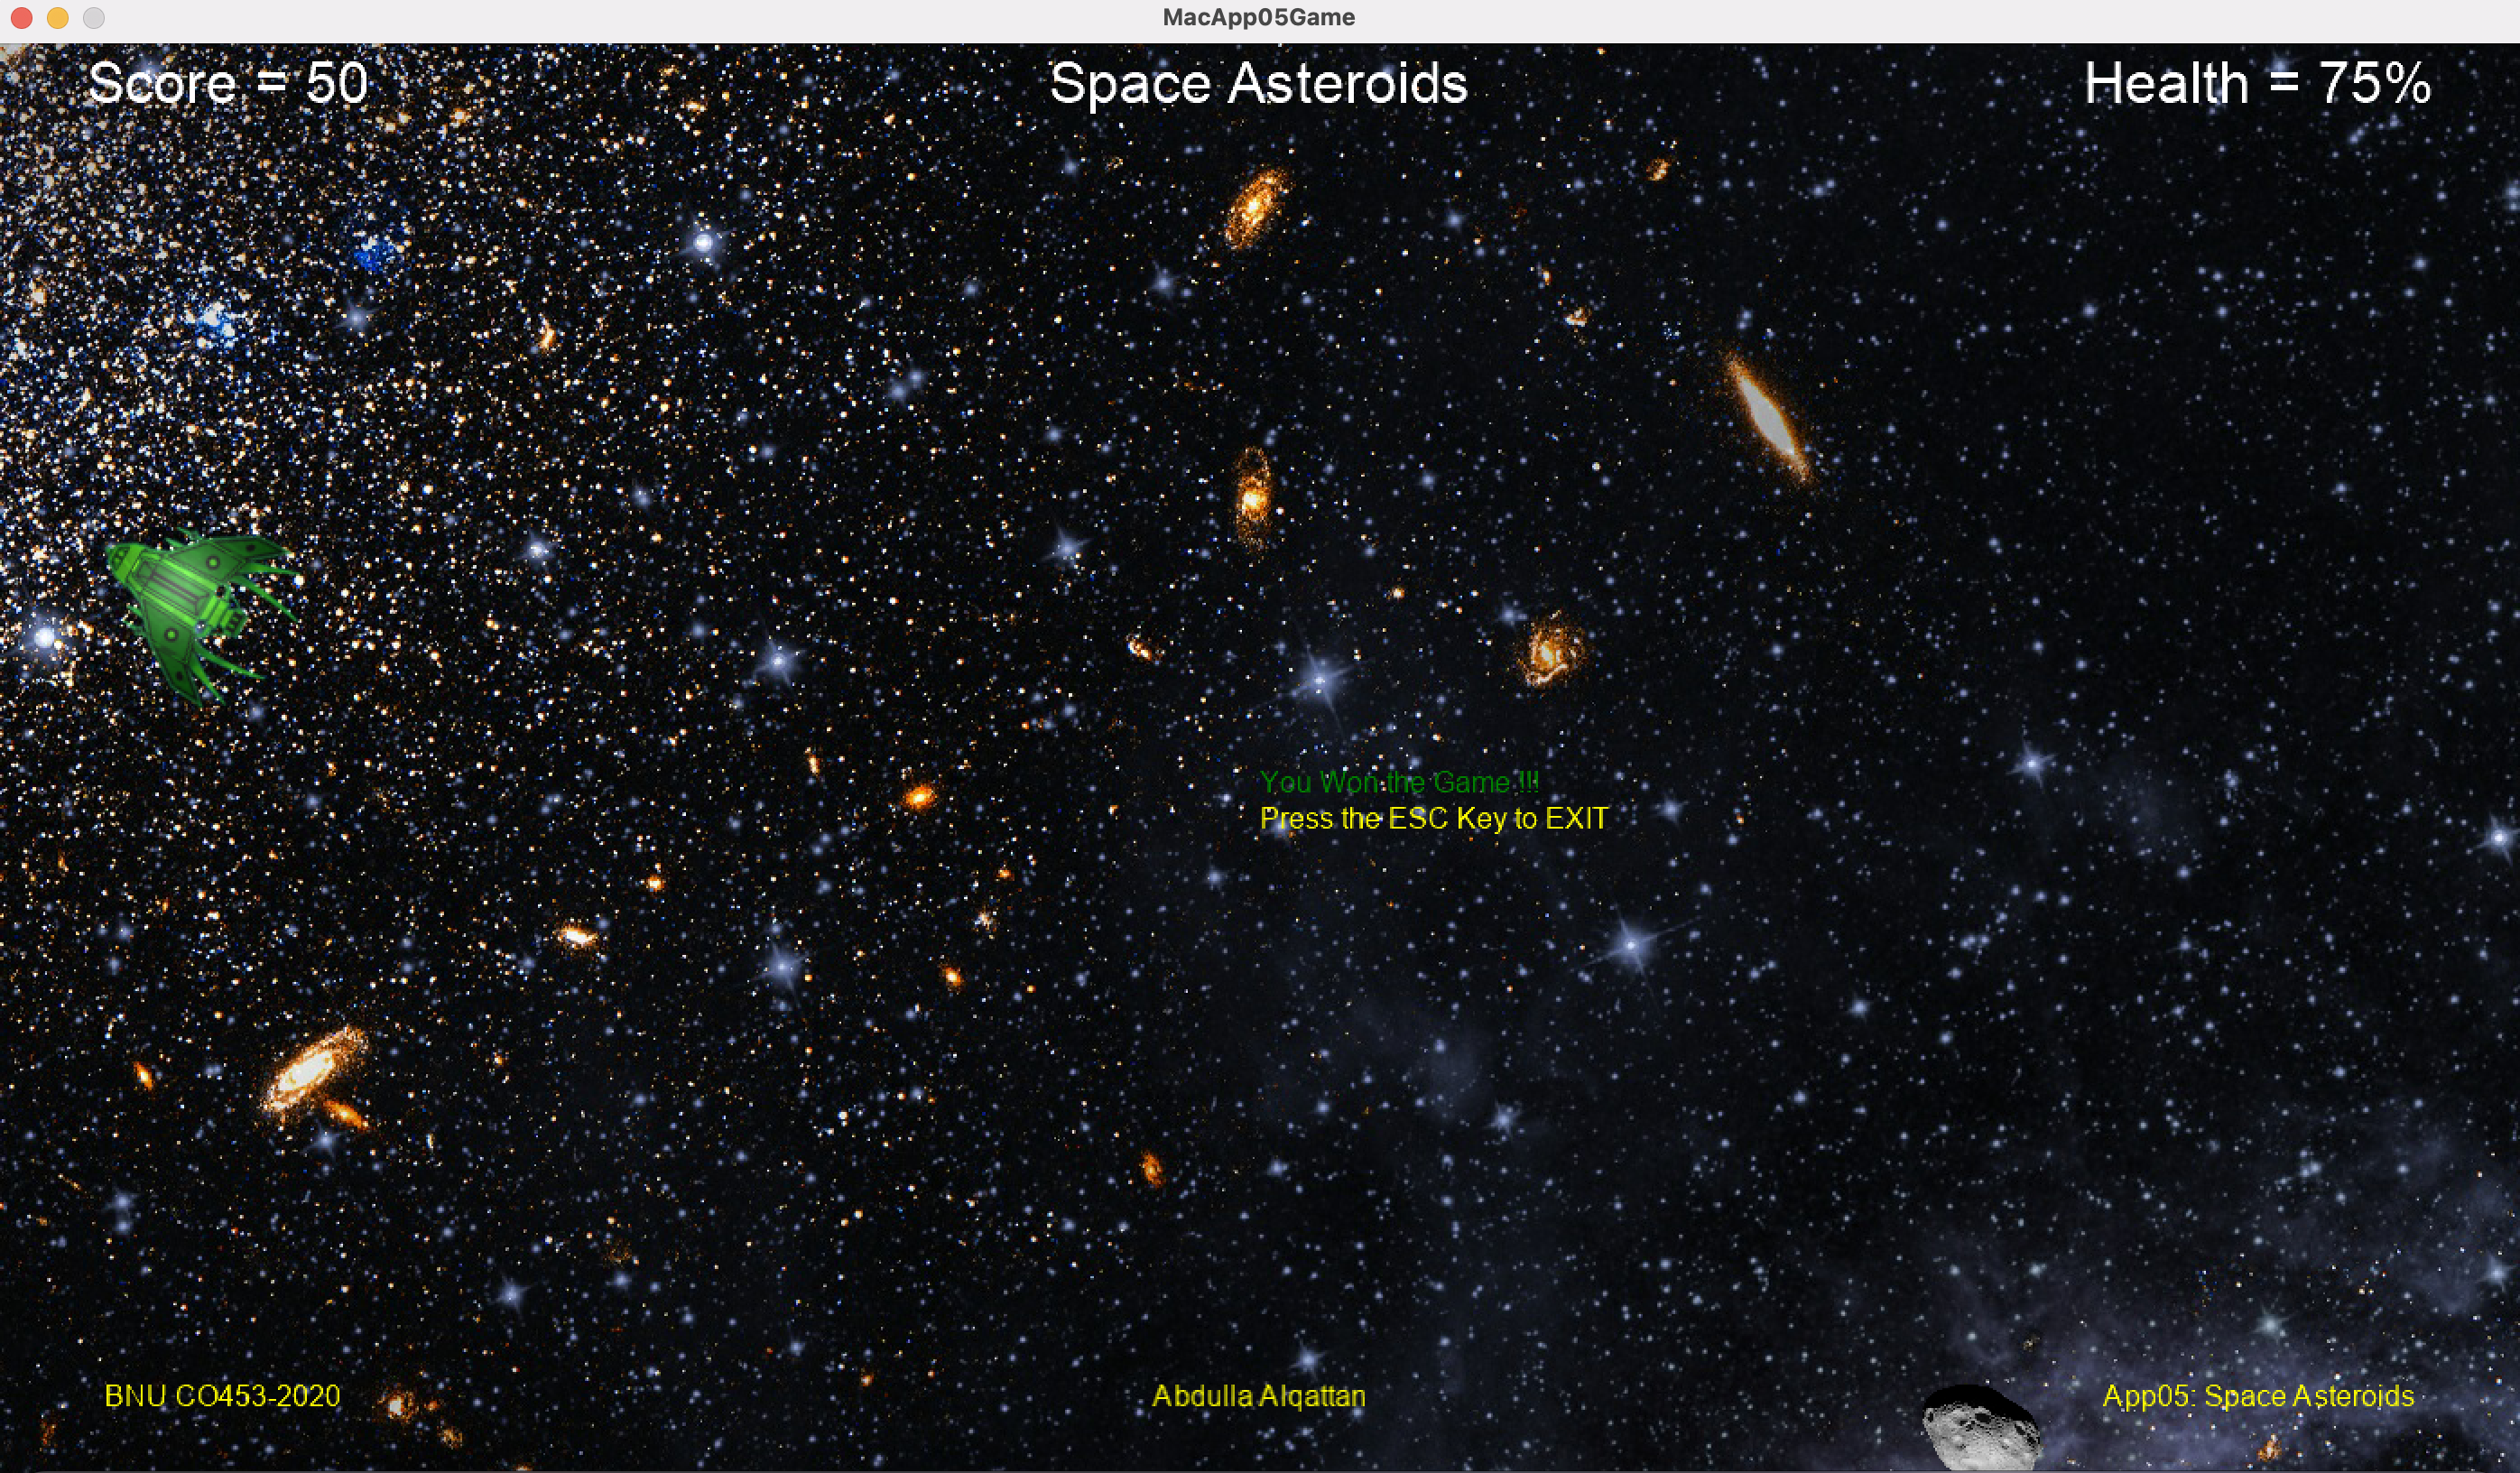 MacApp05Game
Score = 50
Space Asteroids
Health = 75%
You Won the Game !!!
Press the ESC Key to EXIT
BNU CO453-2020
Abdulla Alqattan
App05: Space Asteroids